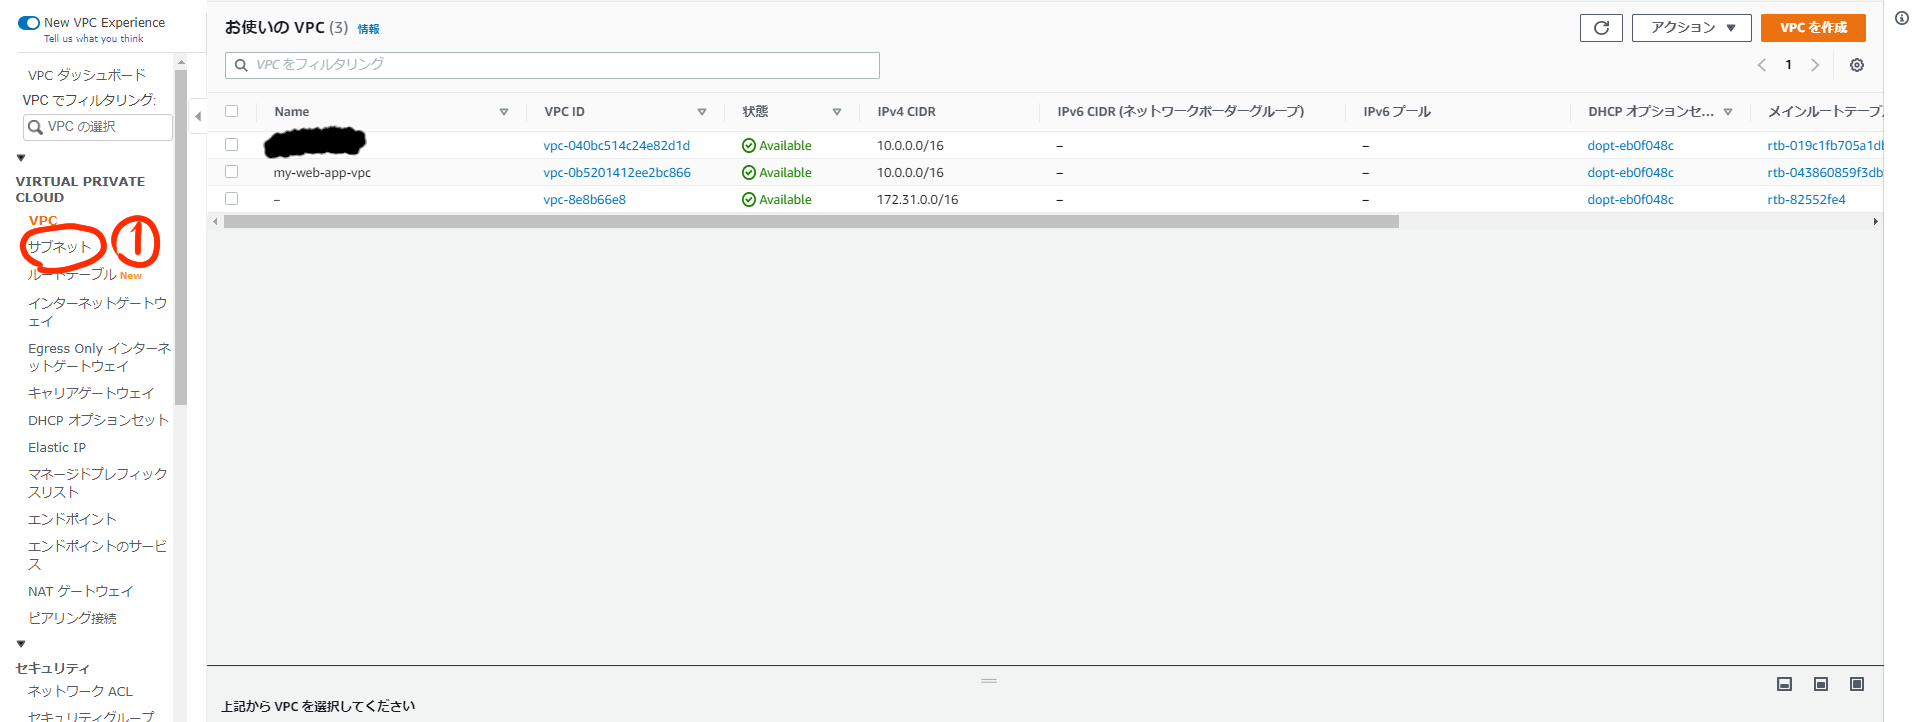 New VPC Experience
Tell us what you think
VPC ダッシュボード
VPC でフィルタリング:
VPC の選択
VIRTUAL PRIVATE
CLOUD
VPC
サブネット
1
ルートテーブル New
インターネットゲートウ
ェイ
Egress Only インターネ
ットゲートウェイ
キャリアゲートウェイ
DHCP オプションセット
Elastic IP
マネージドプレフィック
スリスト
エンドポイント
エンドポイントのサービ
ス
NAT ゲートウェイ
ピアリング接続
セキュリティ
ネットワーク ACL
セキュリティグループ
お使いの VPC (3) 情報
アクション
VPC を作成
VPC をフィルタリング
1
Name VPC ID 状態 IPv4 CIDR IPv6 CIDR (ネットワークボーダーグループ) IPv6 プール DHCP オプションセ... メインルートテーブ
vpc-040bc514c24e82d1d Available 10.0.0.0/16 – – dopt-eb0f048c rtb-019c1fb705a1db
my-web-app-vpc vpc-0b5201412ee2bc866 Available 10.0.0.0/16 – – dopt-eb0f048c rtb-043860859f3db
– vpc-8e8b66e8 Available 172.31.0.0/16 – – dopt-eb0f048c rtb-82552fe4
上記から VPC を選択してください